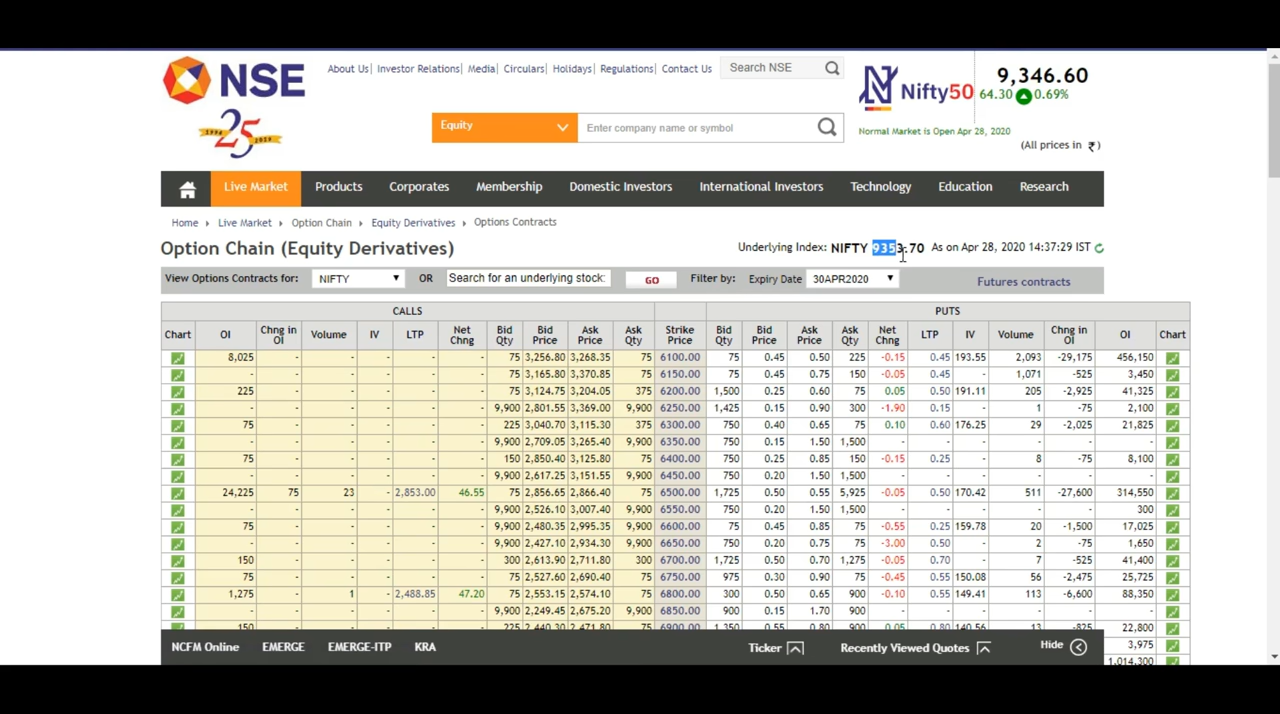 NSE
About Us| Investor Relations| Media| Circulars| Holidays| Regulations| Contact Us
Search NSE
Nifty50
9,346.60
64.30 0.69%
25
Equity
Enter company name or symbol
Normal Market is Open Apr 28, 2020
(All prices in ₹)
Live Market Products Corporates Membership Domestic Investors International Investors Technology Education Research
Home Live Market Option Chain Equity Derivatives Options Contracts
Option Chain (Equity Derivatives)
Underlying Index: NIFTY 9353.70 As on Apr 28, 2020 14:37:29 IST
View Options Contracts for: NIFTY OR Search for an underlying stock: GO Filter by: Expiry Date 30APR2020 Futures contracts
CALLS PUTS
Chart OI Chng in OI Volume IV LTP Net Chng Bid Qty Bid Price Ask Price Ask Qty Strike Price Bid Qty Bid Price Ask Price Ask Qty Net Chng LTP IV Volume Chng in OI OI Chart
8,025 - - - - - 75 3,256.80 3,268.35 75 6100.00 75 0.45 0.50 225 -0.15 0.45 193.55 2,093 -29,175 456,150
- - - - - - 75 3,165.80 3,370.85 75 6150.00 75 0.45 0.75 150 -0.05 0.45 - 1,071 -525 3,450
225 - - - - - 75 3,124.75 3,204.05 375 6200.00 1,500 0.25 0.60 75 0.05 0.50 191.11 205 -2,925 41,325
- - - - - - 9,900 2,801.55 3,369.00 9,900 6250.00 1,425 0.15 0.90 300 -1.90 0.15 - 1 -75 2,100
75 - - - - - 225 3,040.70 3,115.30 375 6300.00 750 0.40 0.65 75 0.10 0.60 176.25 29 -2,025 21,825
- - - - - - 9,900 2,709.05 3,265.40 9,900 6350.00 750 0.15 1.50 1,500 - - - - - -
75 - - - - - 150 2,850.40 3,125.80 75 6400.00 750 0.25 0.85 150 -0.15 0.25 - 8 -75 8,100
- - - - - - 9,900 2,617.25 3,151.55 9,900 6450.00 750 0.20 1.50 1,500 - - - - - -
24,225 75 23 - 2,853.00 46.55 75 2,856.65 2,866.40 75 6500.00 1,725 0.50 0.55 5,925 -0.05 0.50 170.42 511 -27,600 314,550
- - - - - - 9,900 2,526.10 3,007.40 9,900 6550.00 750 0.20 1.50 1,500 - - - - - 300
75 - - - - - 75 2,480.35 2,995.35 9,900 6600.00 75 0.45 0.85 75 -0.55 0.25 159.78 20 -1,500 17,025
- - - - - - 9,900 2,427.10 2,934.30 9,900 6650.00 750 0.20 0.75 75 -3.00 0.50 - 2 -75 1,650
150 - - - - - 300 2,613.90 2,711.80 300 6700.00 1,725 0.50 0.70 1,275 - 0.70 - 7 -525 41,400
75 - - - - - 75 2,527.60 2,690.40 75 6750.00 975 0.30 0.90 75 -0.45 0.55 150.08 56 -2,475 25,725
1,275 - 1 - 2,488.85 47.20 75 2,553.15 2,574.10 75 6800.00 300 0.50 0.65 900 -0.10 0.55 149.41 113 -6,600 88,350
- - - - - - 9,900 2,249.45 2,675.20 9,900 6850.00 900 0.15 1.70 900 - - - - - -
150 - - - - - 225 2,440.30 2,471.80 75 6900.00 1,350 0.55 0.80 900 0.05 0.80 140.56 13 -825 22,800
3,975
1,014,300
NCFM Online EMERGE EMERGE-ITP KRA Ticker Recently Viewed Quotes Hide